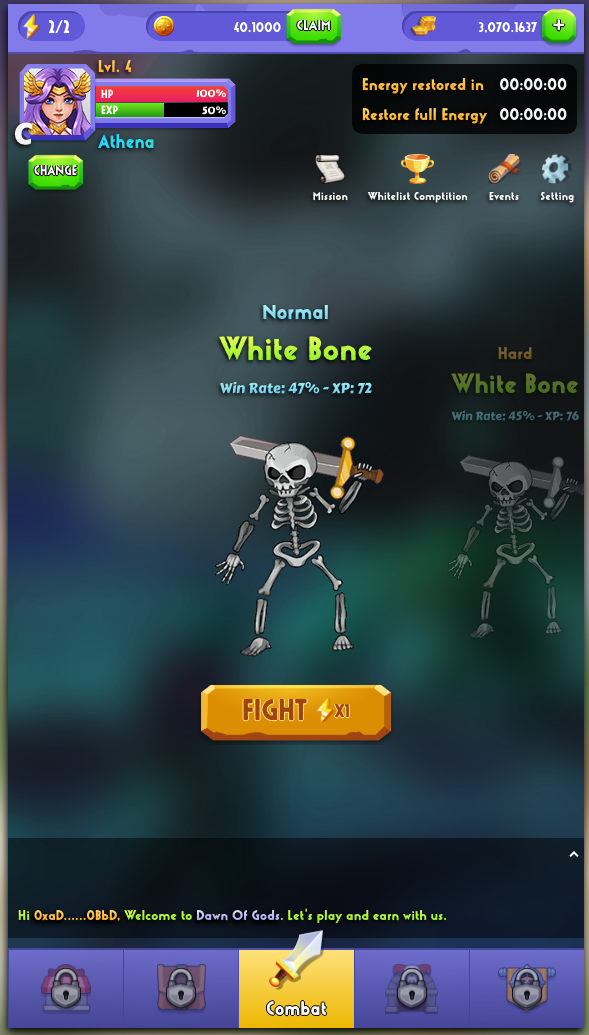 2/2
40.1000
CLAIM
3.070.1637
+
Lvl. 4
HP 100%
EXP 50%
C
Athena
CHANGE
Energy restored in 00:00:00
Restore full Energy 00:00:00
Mission
Whitelist Comptition
Events
Setting
Normal
White Bone
Win Rate: 47% - XP: 72
Hard
White Bone
Win Rate: 45% - XP: 76
FIGHT X1
Hi 0xaD......0BbD, Welcome to Dawn Of Gods. Let's play and earn with us.
Combat